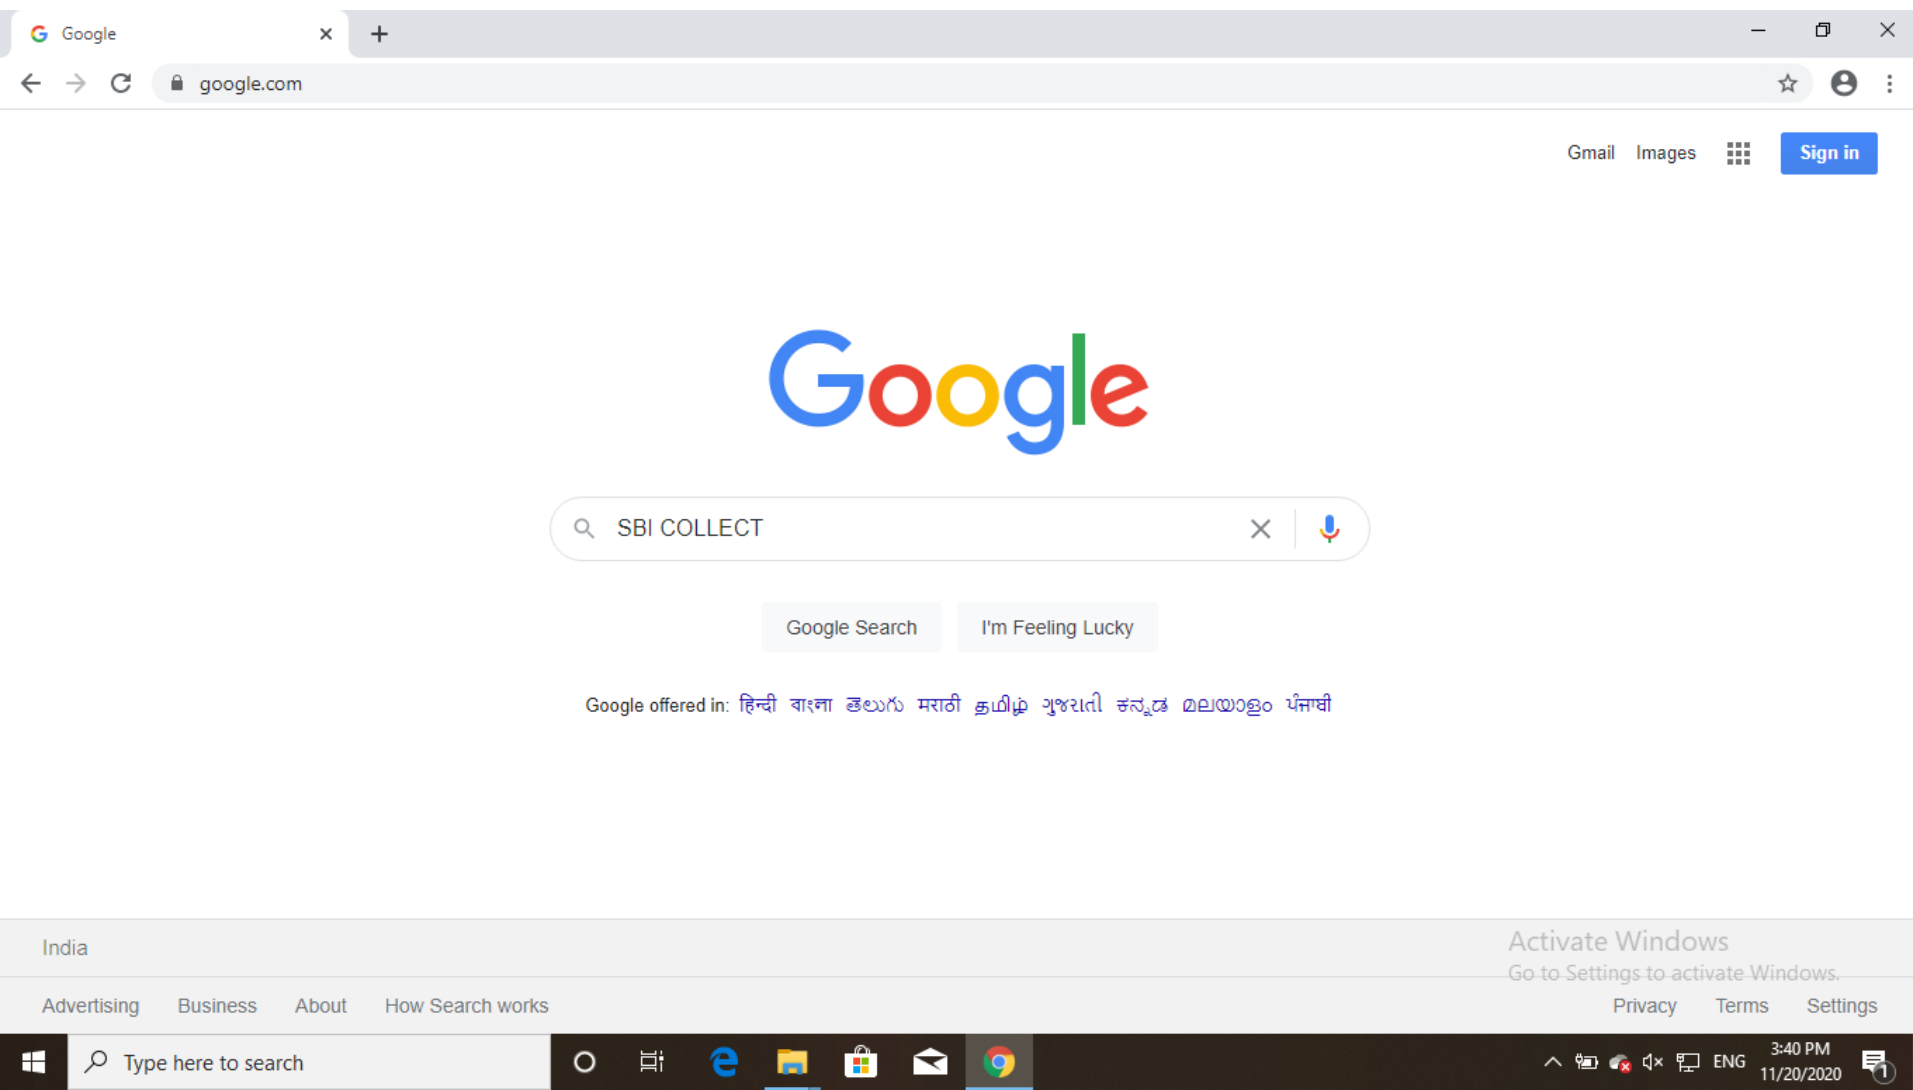 Google
google.com
Gmail Images Sign in
Google
SBI COLLECT
Google Search I'm Feeling Lucky
Google offered in: हिन्दी বাংলা తెలుగు मराठी தமிழ் ગુજરાતી ಕನ್ನಡ മലയാളം ਪੰਜਾਬੀ
India
Activate Windows
Go to Settings to activate Windows.
Advertising Business About How Search works Privacy Terms Settings
Type here to search
ENG 3:40 PM
11/20/2020
1